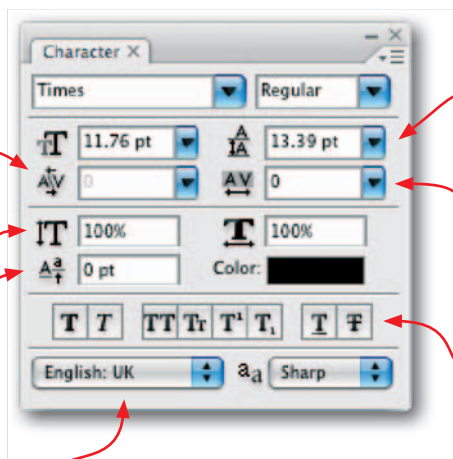 Character ×
Times Regular
11.76 pt 13.39 pt
0 0
100% 100%
0 pt Color:
T T TT Tr T¹ T₁ T T
English: UK aa Sharp